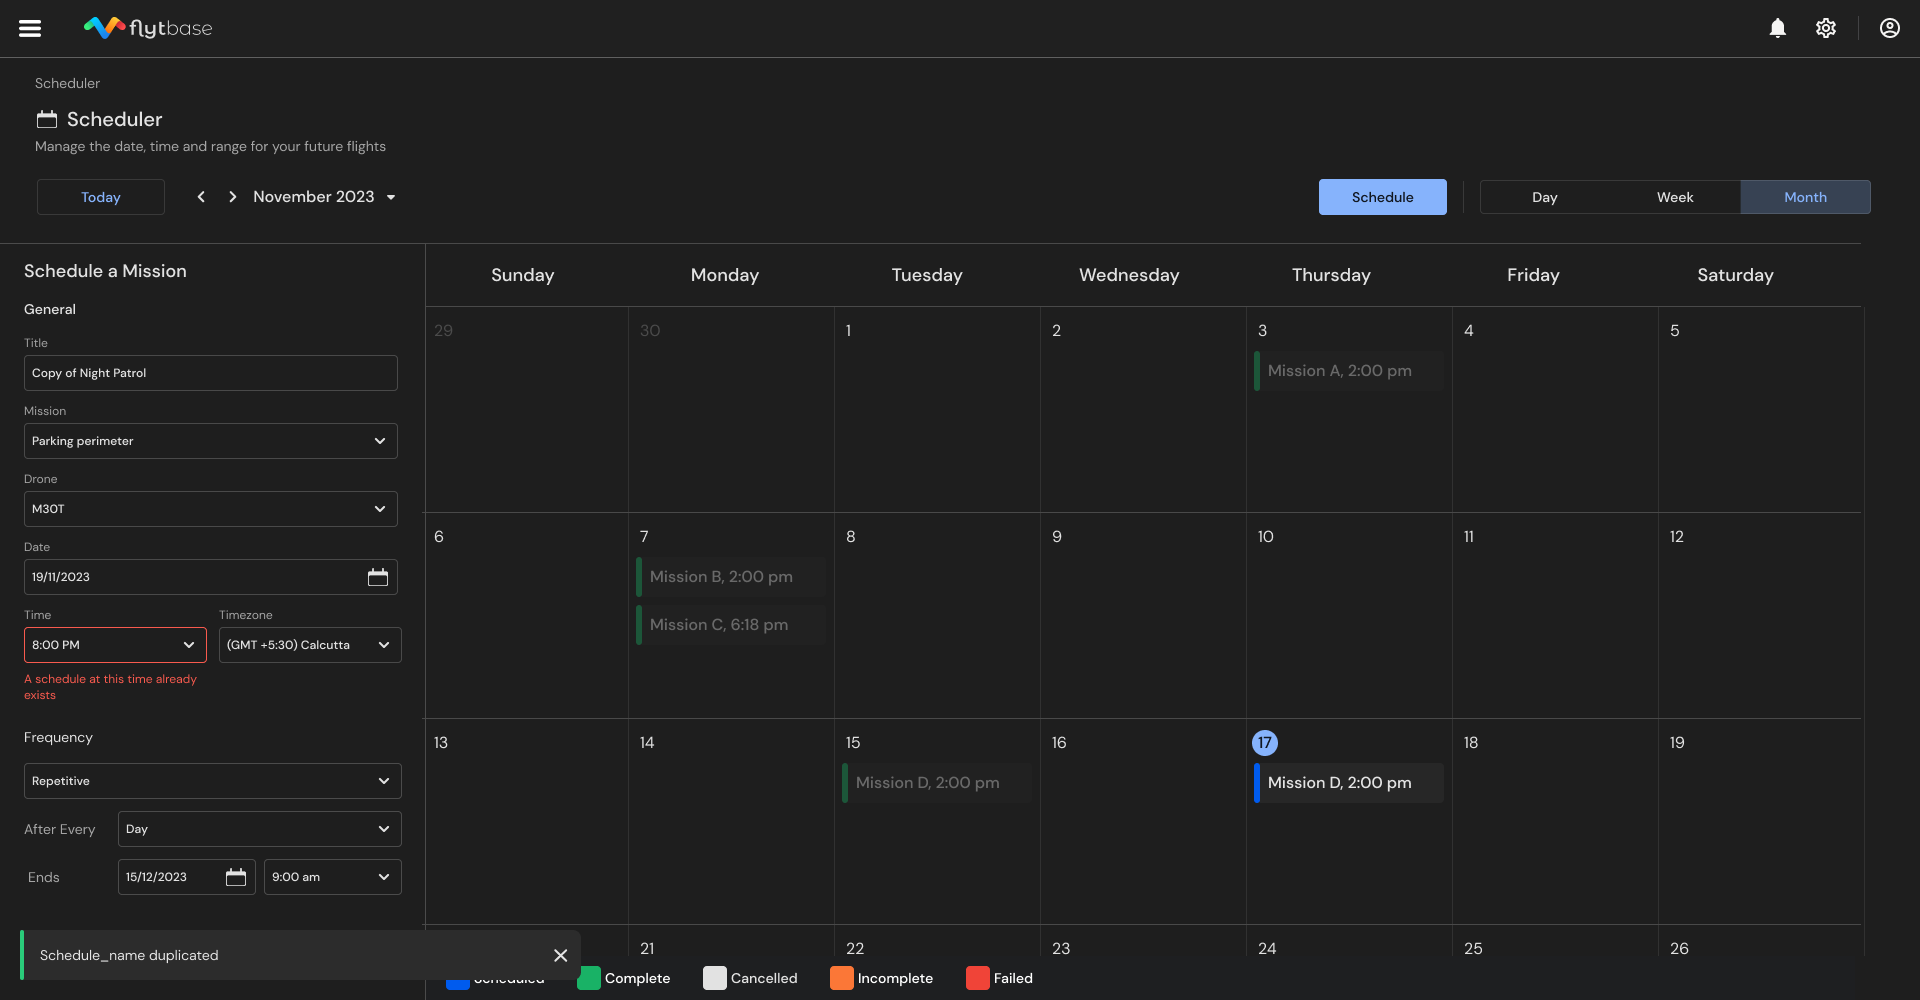 flytbase
Scheduler
Scheduler
Manage the date, time and range for your future flights
Today
November 2023
Schedule
Day
Week
Month
Schedule a Mission
General
Title
Copy of Night Patrol
Mission
Parking perimeter
Drone
M30T
Date
19/11/2023
Time
Timezone
8:00 PM
(GMT +5:30) Calcutta
A schedule at this time already
exists
Frequency
Repetitive
After Every
Day
Ends
15/12/2023
9:00 am
Schedule_name duplicated
Sunday
Monday
Tuesday
Wednesday
Thursday
Friday
Saturday
29
30
1
2
3
4
5
Mission A, 2:00 pm
6
7
8
9
10
11
12
Mission B, 2:00 pm
Mission C, 6:18 pm
13
14
15
16
17
18
19
Mission D, 2:00 pm
Mission D, 2:00 pm
21
22
23
24
25
26
Scheduled
Complete
Cancelled
Incomplete
Failed